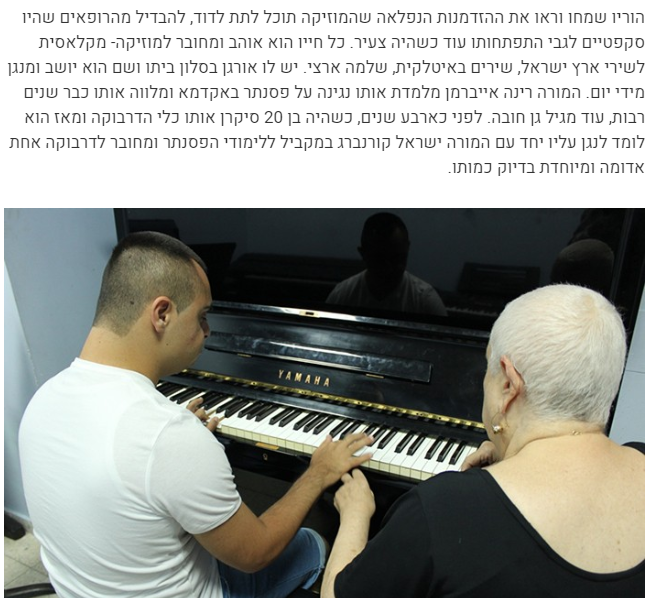 הוריו שמחו וראו את ההזדמנות הנפלאה שהמוזיקה תוכל לתת לדוד, להבדיל מהרופאים שהיו
סקפטיים לגבי התפתחותו עוד כשהיה צעיר. כל חייו הוא אוהב ומחובר למוזיקה- מקלאסית
לשירי ארץ ישראל, שירים באיטלקית, שלמה ארצי. יש לו אורגן בסלון ביתו ושם הוא יושב ומנגן
מידי יום. המורה רינה אייברמן מלמדת אותו נגינה על פסנתר באקדמא ומלווה אותו כבר שנים
רבות, עוד מגיל גן חובה. לפני כארבע שנים, כשהיה בן 20 סיקרן אותו כלי הדרבוקה ומאז הוא
לומד לנגן עליו יחד עם המורה ישראל קורנברג במקביל ללימודי הפסנתר ומחובר לדרבוקה אחת
אדומה ומיוחדת בדיוק כמותו.
YAMAHA